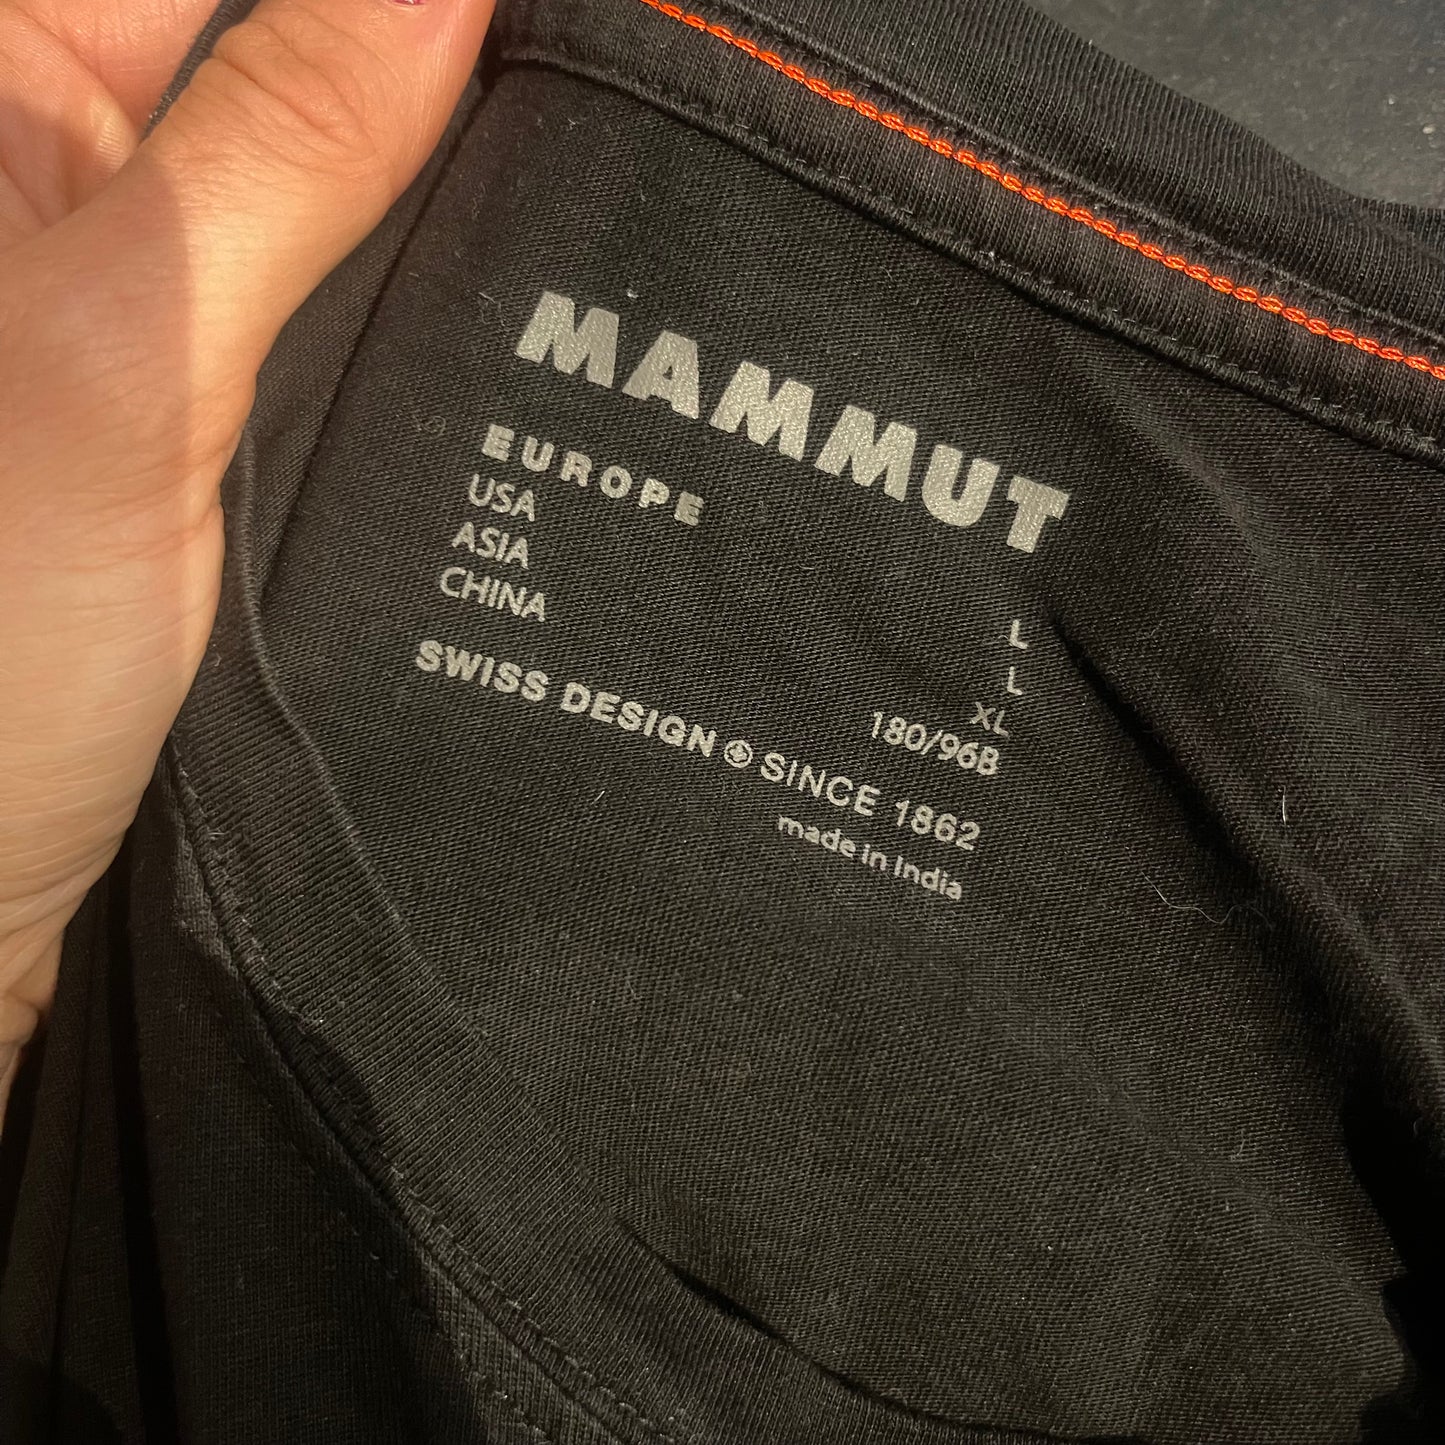 MAMMUT
EUROPE L
USA L
ASIA XL
CHINA 180/96B
SWISS DESIGN SINCE 1862
made in India